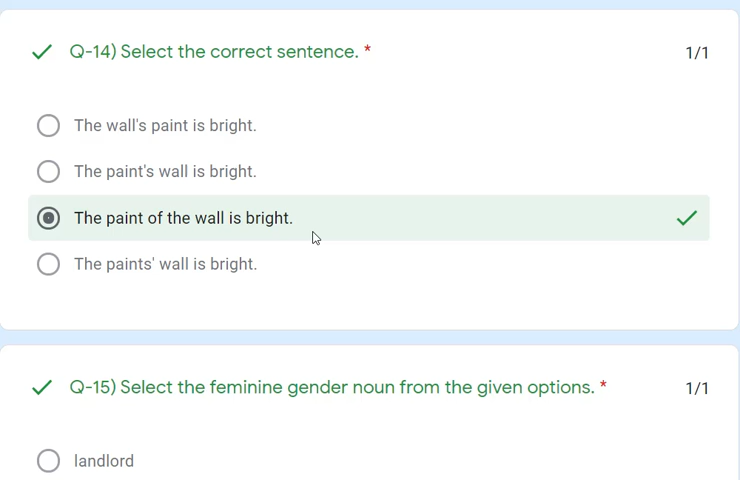 Q-14) Select the correct sentence. * 1/1
The wall's paint is bright.
The paint's wall is bright.
The paint of the wall is bright.
The paints' wall is bright.
Q-15) Select the feminine gender noun from the given options. * 1/1
landlord